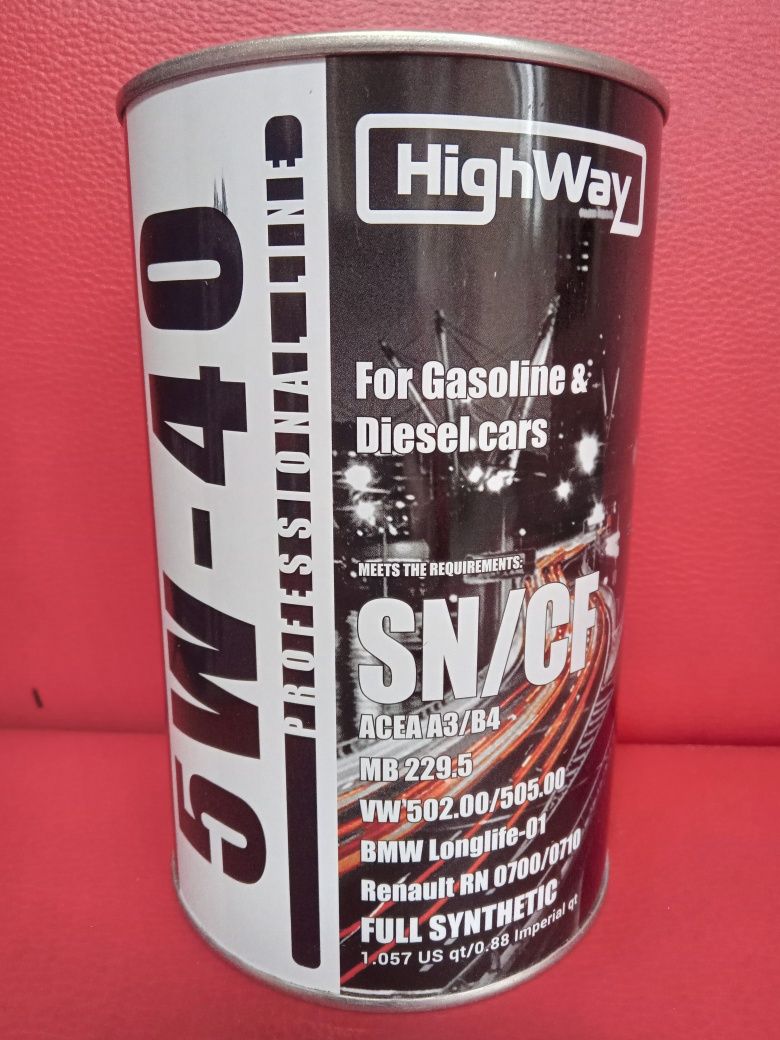 5W-40
PROFESSIONAL LINE
HighWay
For Gasoline &
Diesel cars
MEETS THE REQUIREMENTS:
SN/CF
ACEA A3/B4
MB 229.5
VW 502.00/505.00
BMW Longlife-01
Renault RN 0700/0710
FULL SYNTHETIC
1.057 US qt/0.88 Imperial qt